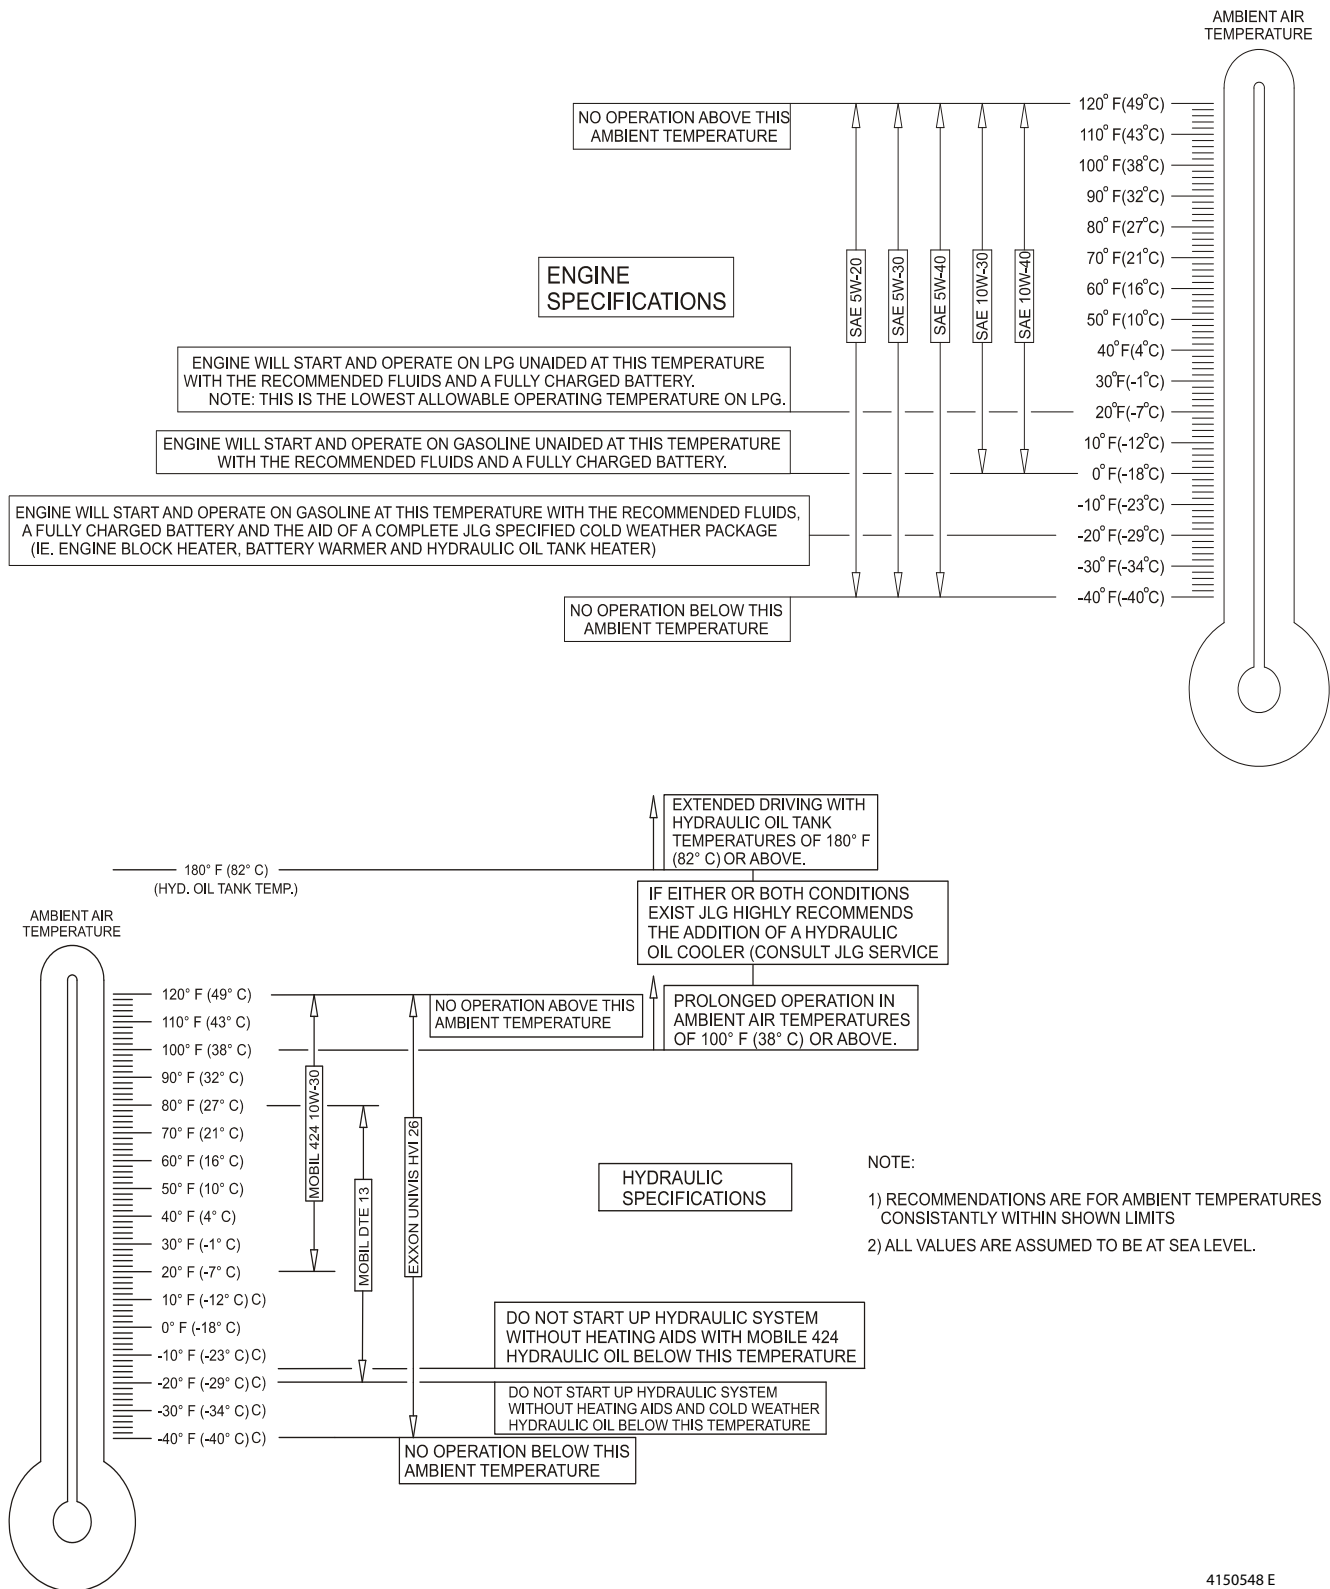 AMBIENT AIR
TEMPERATURE
NO OPERATION ABOVE THIS
AMBIENT TEMPERATURE
120° F(49°C)
110° F(43°C)
100° F(38°C)
90° F(32°C)
80° F(27°C)
70° F(21°C)
60° F(16°C)
50° F(10°C)
40°F(4°C)
30°F(-1°C)
20°F(-7°C)
10°F(-12°C)
0°F(-18°C)
-10°F(-23°C)
-20°F(-29°C)
-30°F(-34°C)
-40°F(-40°C)
SAE 5W-20
SAE 5W-30
SAE 5W-40
SAE 10W-30
SAE 10W-40
ENGINE
SPECIFICATIONS
ENGINE WILL START AND OPERATE ON LPG UNAIDED AT THIS TEMPERATURE
WITH THE RECOMMENDED FLUIDS AND A FULLY CHARGED BATTERY.
NOTE: THIS IS THE LOWEST ALLOWABLE OPERATING TEMPERATURE ON LPG.
ENGINE WILL START AND OPERATE ON GASOLINE UNAIDED AT THIS TEMPERATURE
WITH THE RECOMMENDED FLUIDS AND A FULLY CHARGED BATTERY.
ENGINE WILL START AND OPERATE ON GASOLINE AT THIS TEMPERATURE WITH THE RECOMMENDED FLUIDS,
A FULLY CHARGED BATTERY AND THE AID OF A COMPLETE JLG SPECIFIED COLD WEATHER PACKAGE
(IE. ENGINE BLOCK HEATER, BATTERY WARMER AND HYDRAULIC OIL TANK HEATER)
NO OPERATION BELOW THIS
AMBIENT TEMPERATURE
EXTENDED DRIVING WITH
HYDRAULIC OIL TANK
TEMPERATURES OF 180° F
(82° C) OR ABOVE.
180° F (82° C)
(HYD. OIL TANK TEMP.)
IF EITHER OR BOTH CONDITIONS
EXIST JLG HIGHLY RECOMMENDS
THE ADDITION OF A HYDRAULIC
OIL COOLER (CONSULT JLG SERVICE
AMBIENT AIR
TEMPERATURE
PROLONGED OPERATION IN
AMBIENT AIR TEMPERATURES
OF 100° F (38° C) OR ABOVE.
NO OPERATION ABOVE THIS
AMBIENT TEMPERATURE
120° F (49° C)
110° F (43° C)
100° F (38° C)
90° F (32° C)
80° F (27° C)
70° F (21° C)
60° F (16° C)
50° F (10° C)
40° F (4° C)
30° F (-1° C)
20° F (-7° C)
10° F (-12° C) C)
0° F (-18° C)
-10° F (-23° C) C)
-20° F (-29° C) C)
-30° F (-34° C) C)
-40° F (-40° C) C)
MOBIL 424 10W-30
MOBIL DTE 13
EXXON UNIVIS HVI 26
HYDRAULIC
SPECIFICATIONS
NOTE:
1) RECOMMENDATIONS ARE FOR AMBIENT TEMPERATURES
CONSISTANTLY WITHIN SHOWN LIMITS
2) ALL VALUES ARE ASSUMED TO BE AT SEA LEVEL.
DO NOT START UP HYDRAULIC SYSTEM
WITHOUT HEATING AIDS WITH MOBILE 424
HYDRAULIC OIL BELOW THIS TEMPERATURE
DO NOT START UP HYDRAULIC SYSTEM
WITHOUT HEATING AIDS AND COLD WEATHER
HYDRAULIC OIL BELOW THIS TEMPERATURE
NO OPERATION BELOW THIS
AMBIENT TEMPERATURE
4150548 E